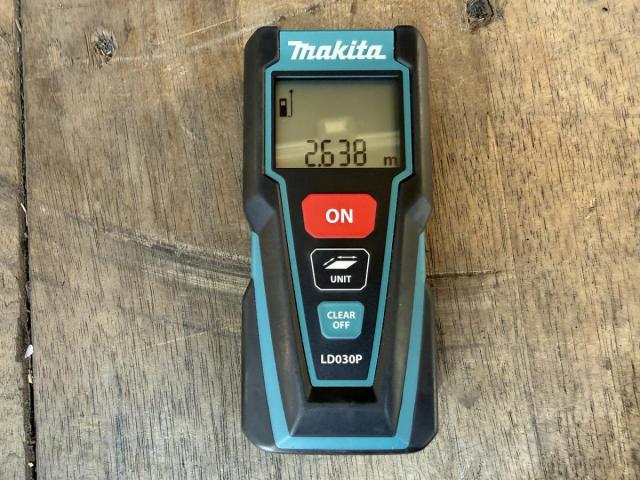 makita
2.638 m
ON
UNIT
CLEAR
OFF
LD030P